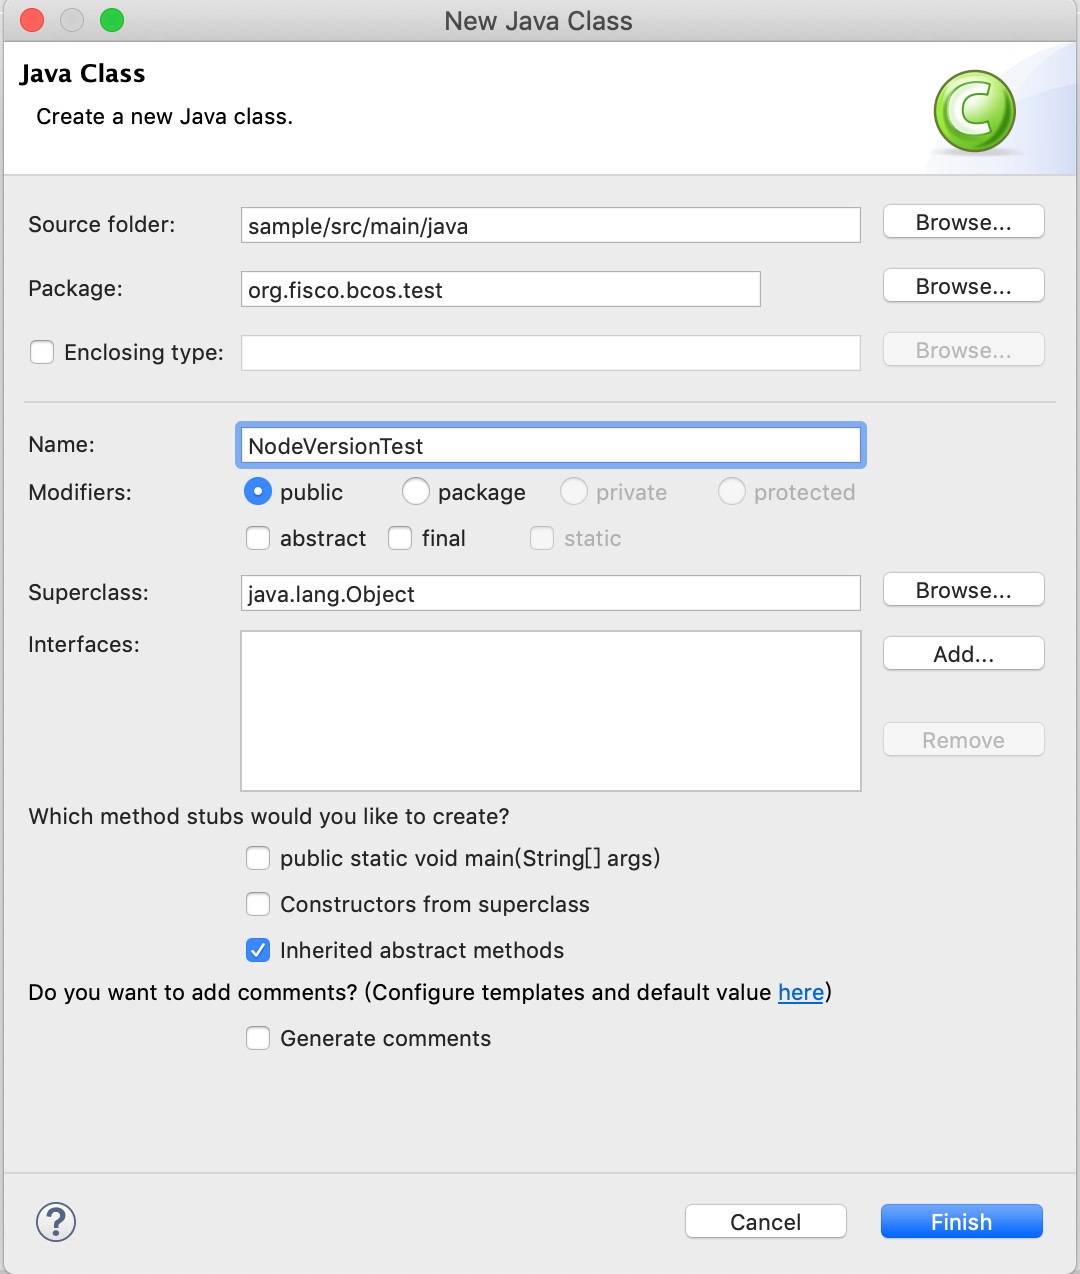 New Java Class
Java Class
Create a new Java class.
Source folder: sample/src/main/java Browse...
Package: org.fisco.bcos.test Browse...
Enclosing type: Browse...
Name: NodeVersionTest
Modifiers: public package private protected
abstract final static
Superclass: java.lang.Object Browse...
Interfaces: Add...
Remove
Which method stubs would you like to create?
public static void main(String[] args)
Constructors from superclass
Inherited abstract methods
Do you want to add comments? (Configure templates and default value here)
Generate comments
? Cancel Finish